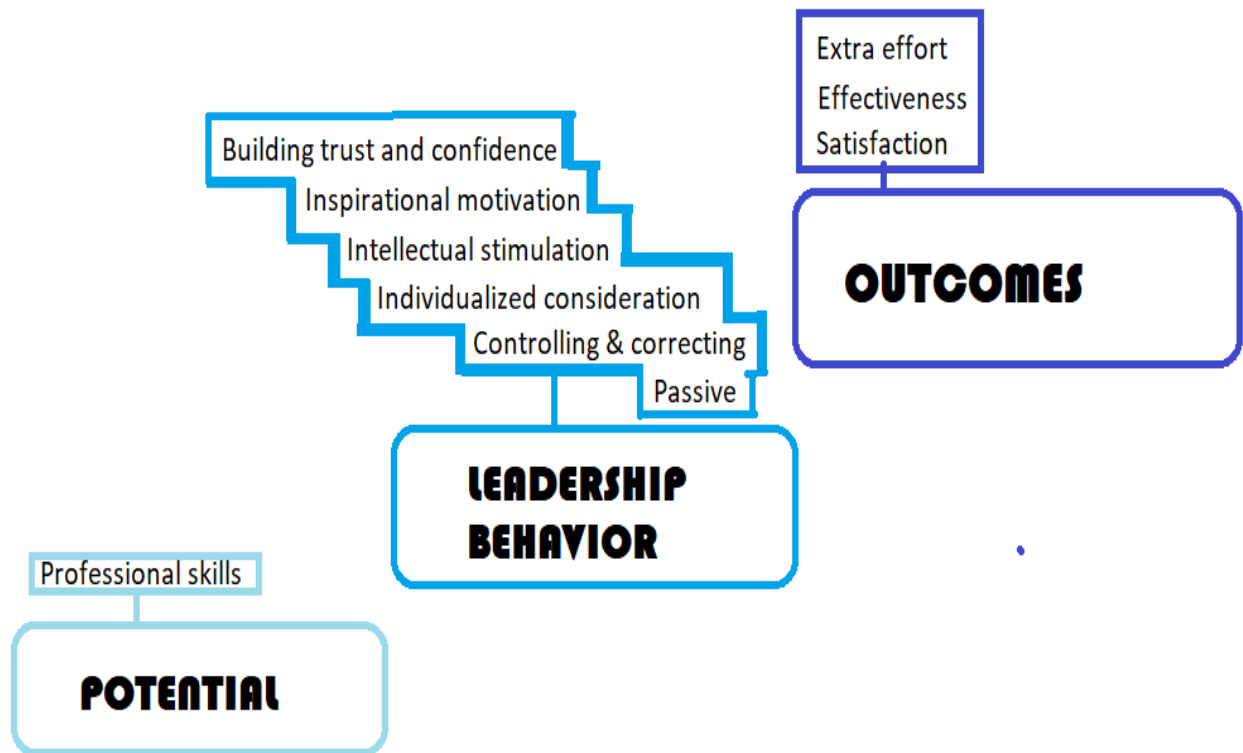 Extra effort
Effectiveness
Satisfaction
OUTCOMES
Building trust and confidence
Inspirational motivation
Intellectual stimulation
Individualized consideration
Controlling & correcting
Passive
LEADERSHIP
BEHAVIOR
Professional skills
POTENTIAL